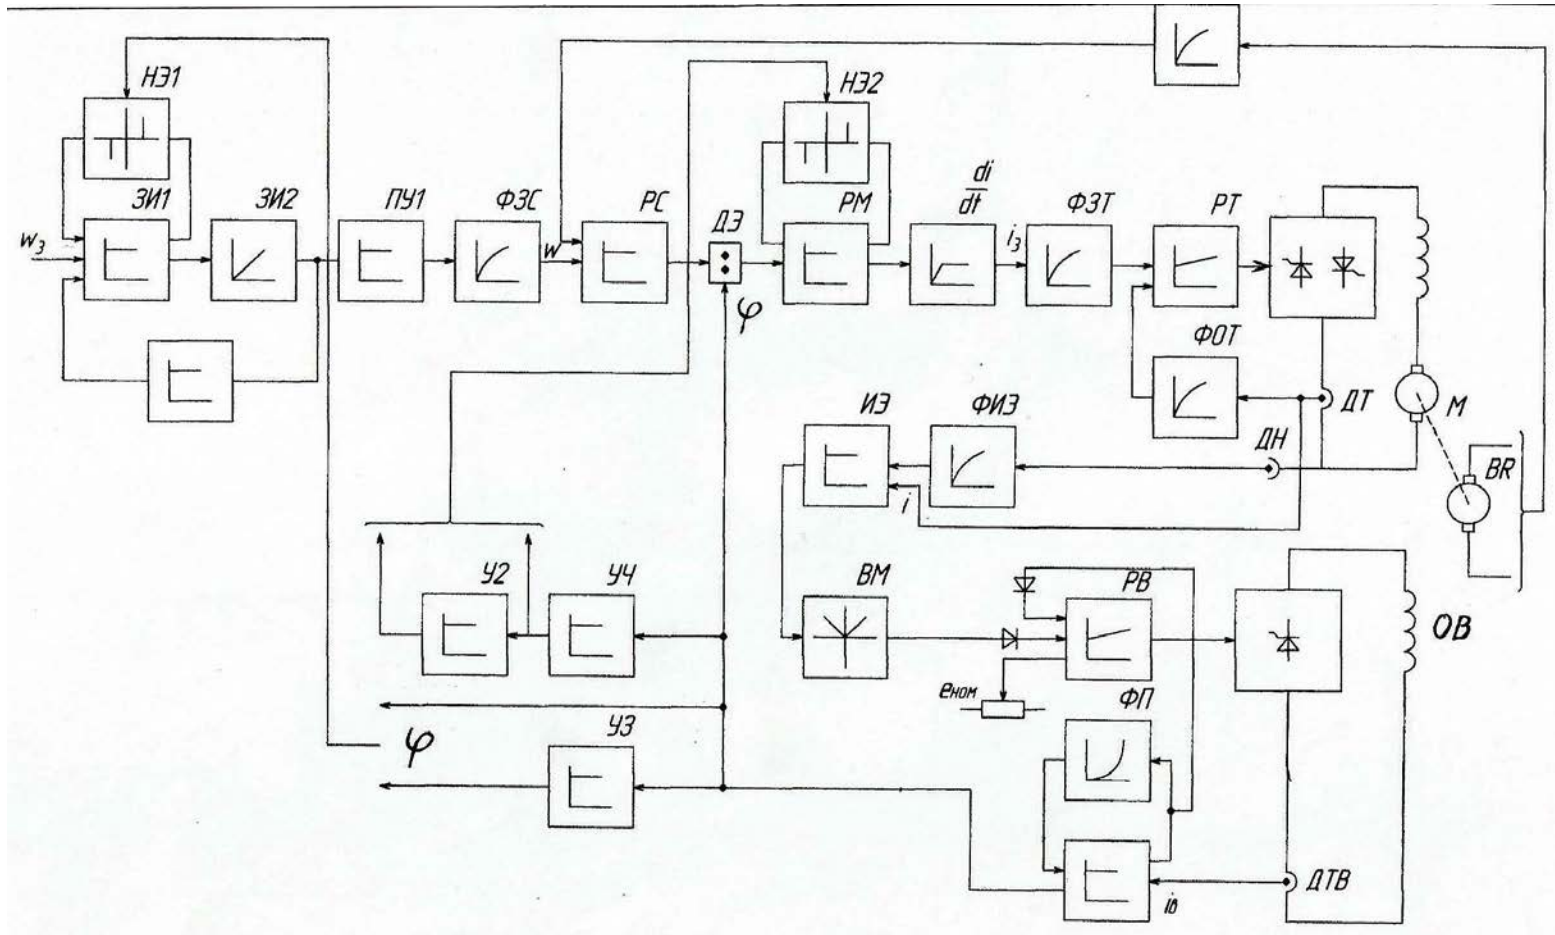 НЭ1
НЭ2
ЗИ1
ЗИ2
ПУ1
ФЗС
РС
ДЭ
РМ
di
dt
ФЗТ
РТ
w₃
w
i₃
φ
ФОТ
ДТ
М
ИЭ
ФИЭ
ДН
BR
i
У2
УЧ
ВМ
РВ
ОВ
eном
ФП
φ
УЗ
iв
ДТВ